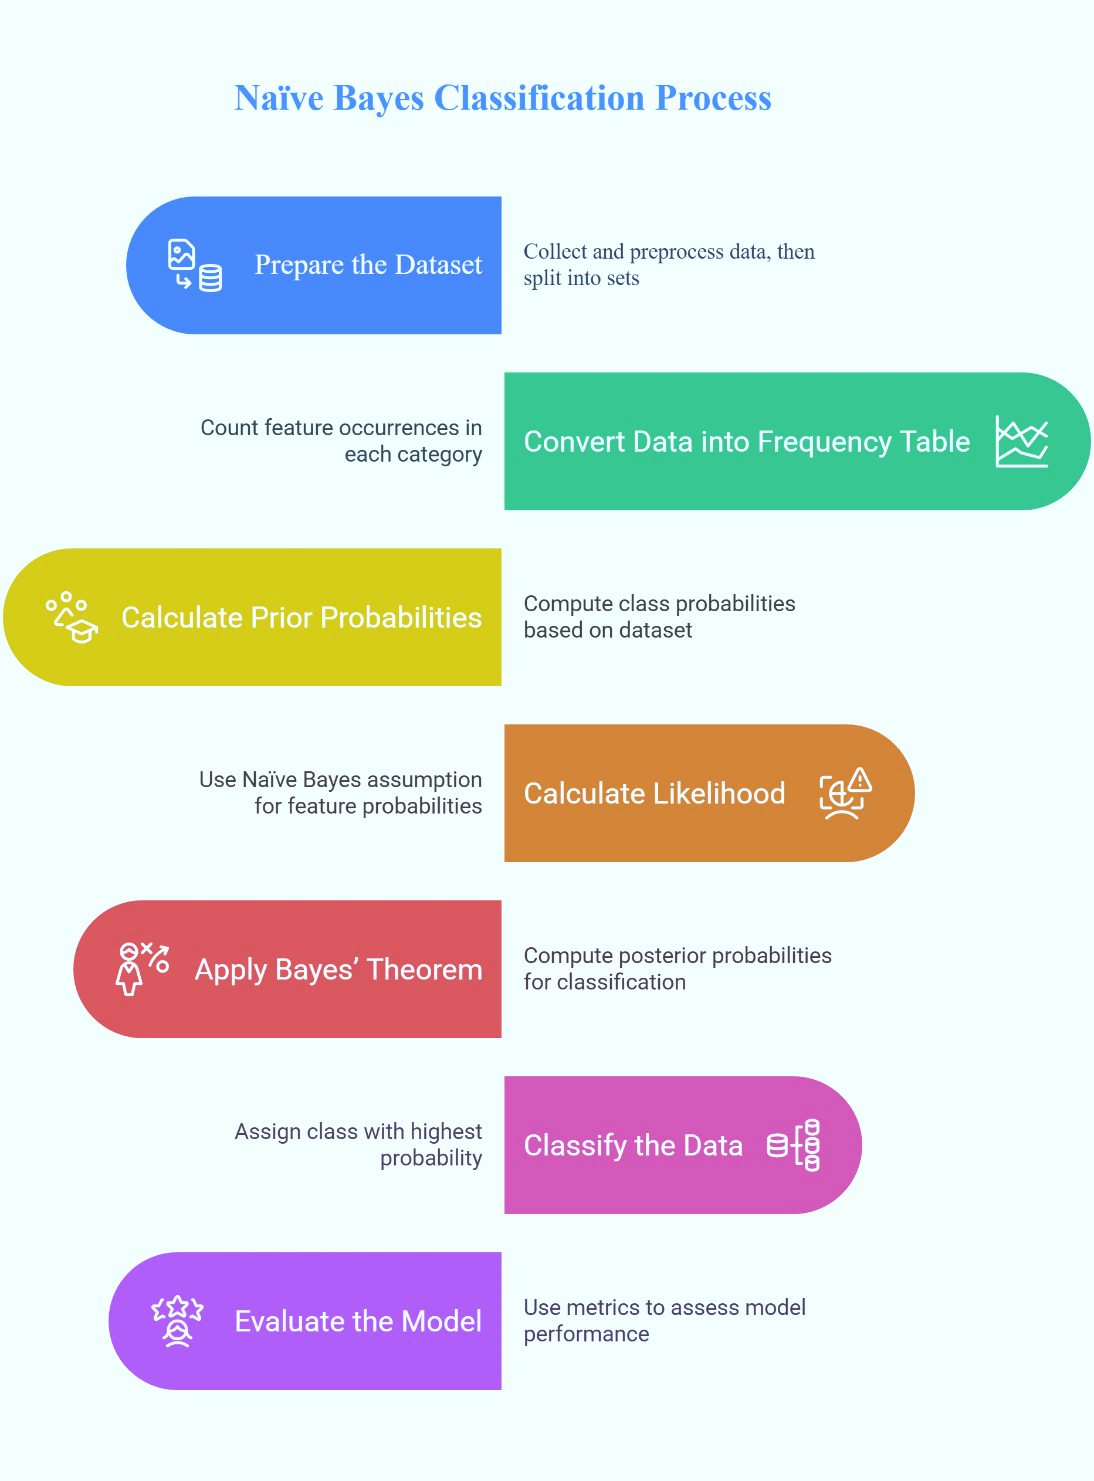 Naïve Bayes Classification Process
Prepare the Dataset
Collect and preprocess data, then
split into sets
Convert Data into Frequency Table
Count feature occurrences in
each category
Calculate Prior Probabilities
Compute class probabilities
based on dataset
Calculate Likelihood
Use Naïve Bayes assumption
for feature probabilities
Apply Bayes’ Theorem
Compute posterior probabilities
for classification
Classify the Data
Assign class with highest
probability
Evaluate the Model
Use metrics to assess model
performance